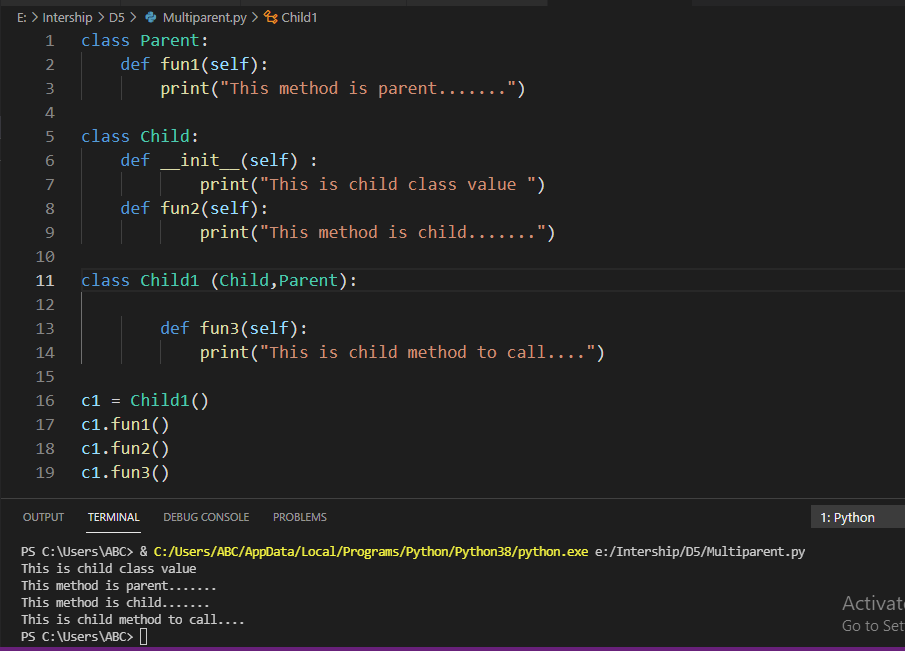 E: > Intership > D5 > Multiparent.py > Child1
1 class Parent:
2     def fun1(self):
3         print("This method is parent.......")
4
5 class Child:
6     def __init__(self) :
7             print("This is child class value ")
8     def fun2(self):
9             print("This method is child.......")
10
11 class Child1 (Child,Parent):
12
13         def fun3(self):
14             print("This is child method to call....")
15
16 c1 = Child1()
17 c1.fun1()
18 c1.fun2()
19 c1.fun3()
OUTPUT TERMINAL DEBUG CONSOLE PROBLEMS 1: Python
PS C:\Users\ABC> & C:/Users/ABC/AppData/Local/Programs/Python/Python38/python.exe e:/Intership/D5/Multiparent.py
This is child class value
This method is parent.......
This method is child.......
This is child method to call....
PS C:\Users\ABC>
Activat
Go to Set